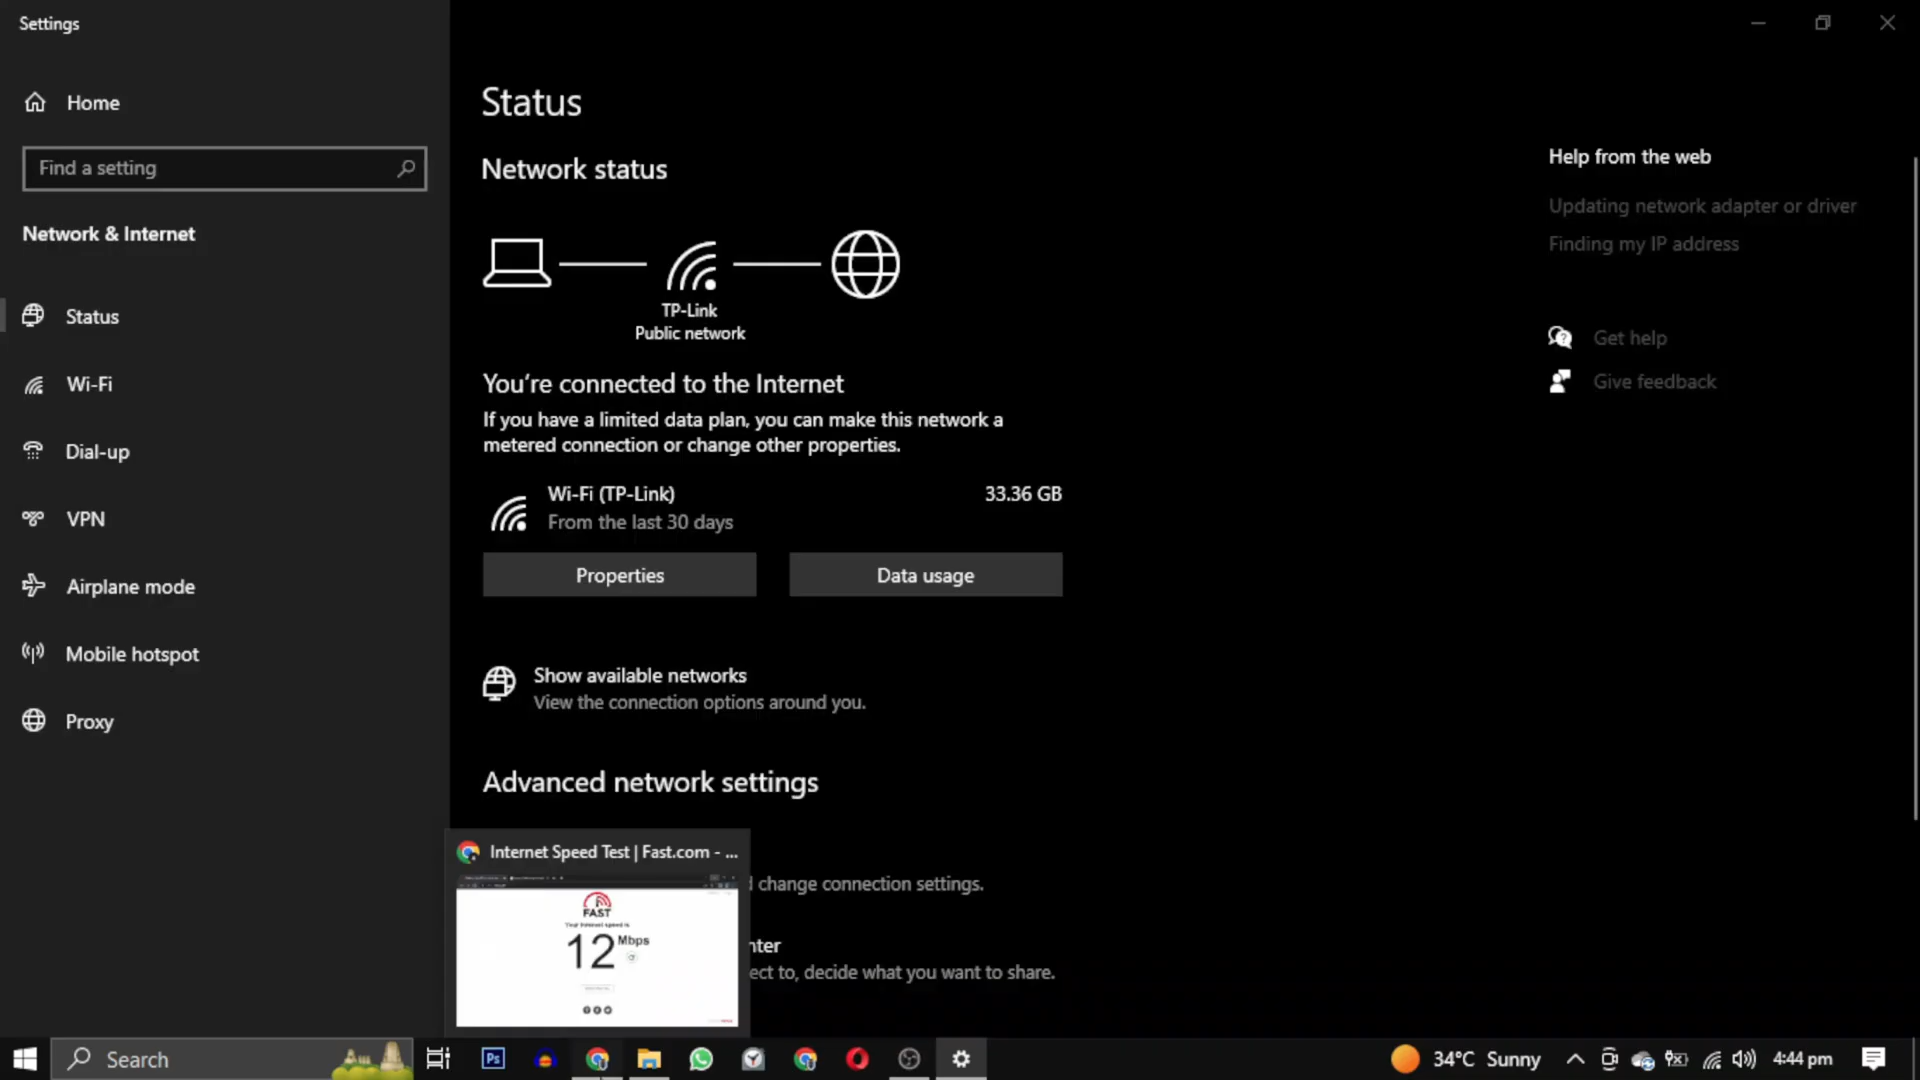 Settings
Home
Find a setting
Network & Internet
Status
Wi-Fi
Dial-up
VPN
Airplane mode
Mobile hotspot
Proxy
Status
Network status
TP-Link
Public network
You're connected to the Internet
If you have a limited data plan, you can make this network a
metered connection or change other properties.
Wi-Fi (TP-Link)
33.36 GB
From the last 30 days
Properties
Data usage
Show available networks
View the connection options around you.
Advanced network settings
change connection settings.
ect to, decide what you want to share.
Help from the web
Updating network adapter or driver
Finding my IP address
Get help
Give feedback
Internet Speed Test | Fast.com - ...
FAST
Your Internet speed is
12 Mbps
Search
Ps
34°C Sunny
4:44 pm